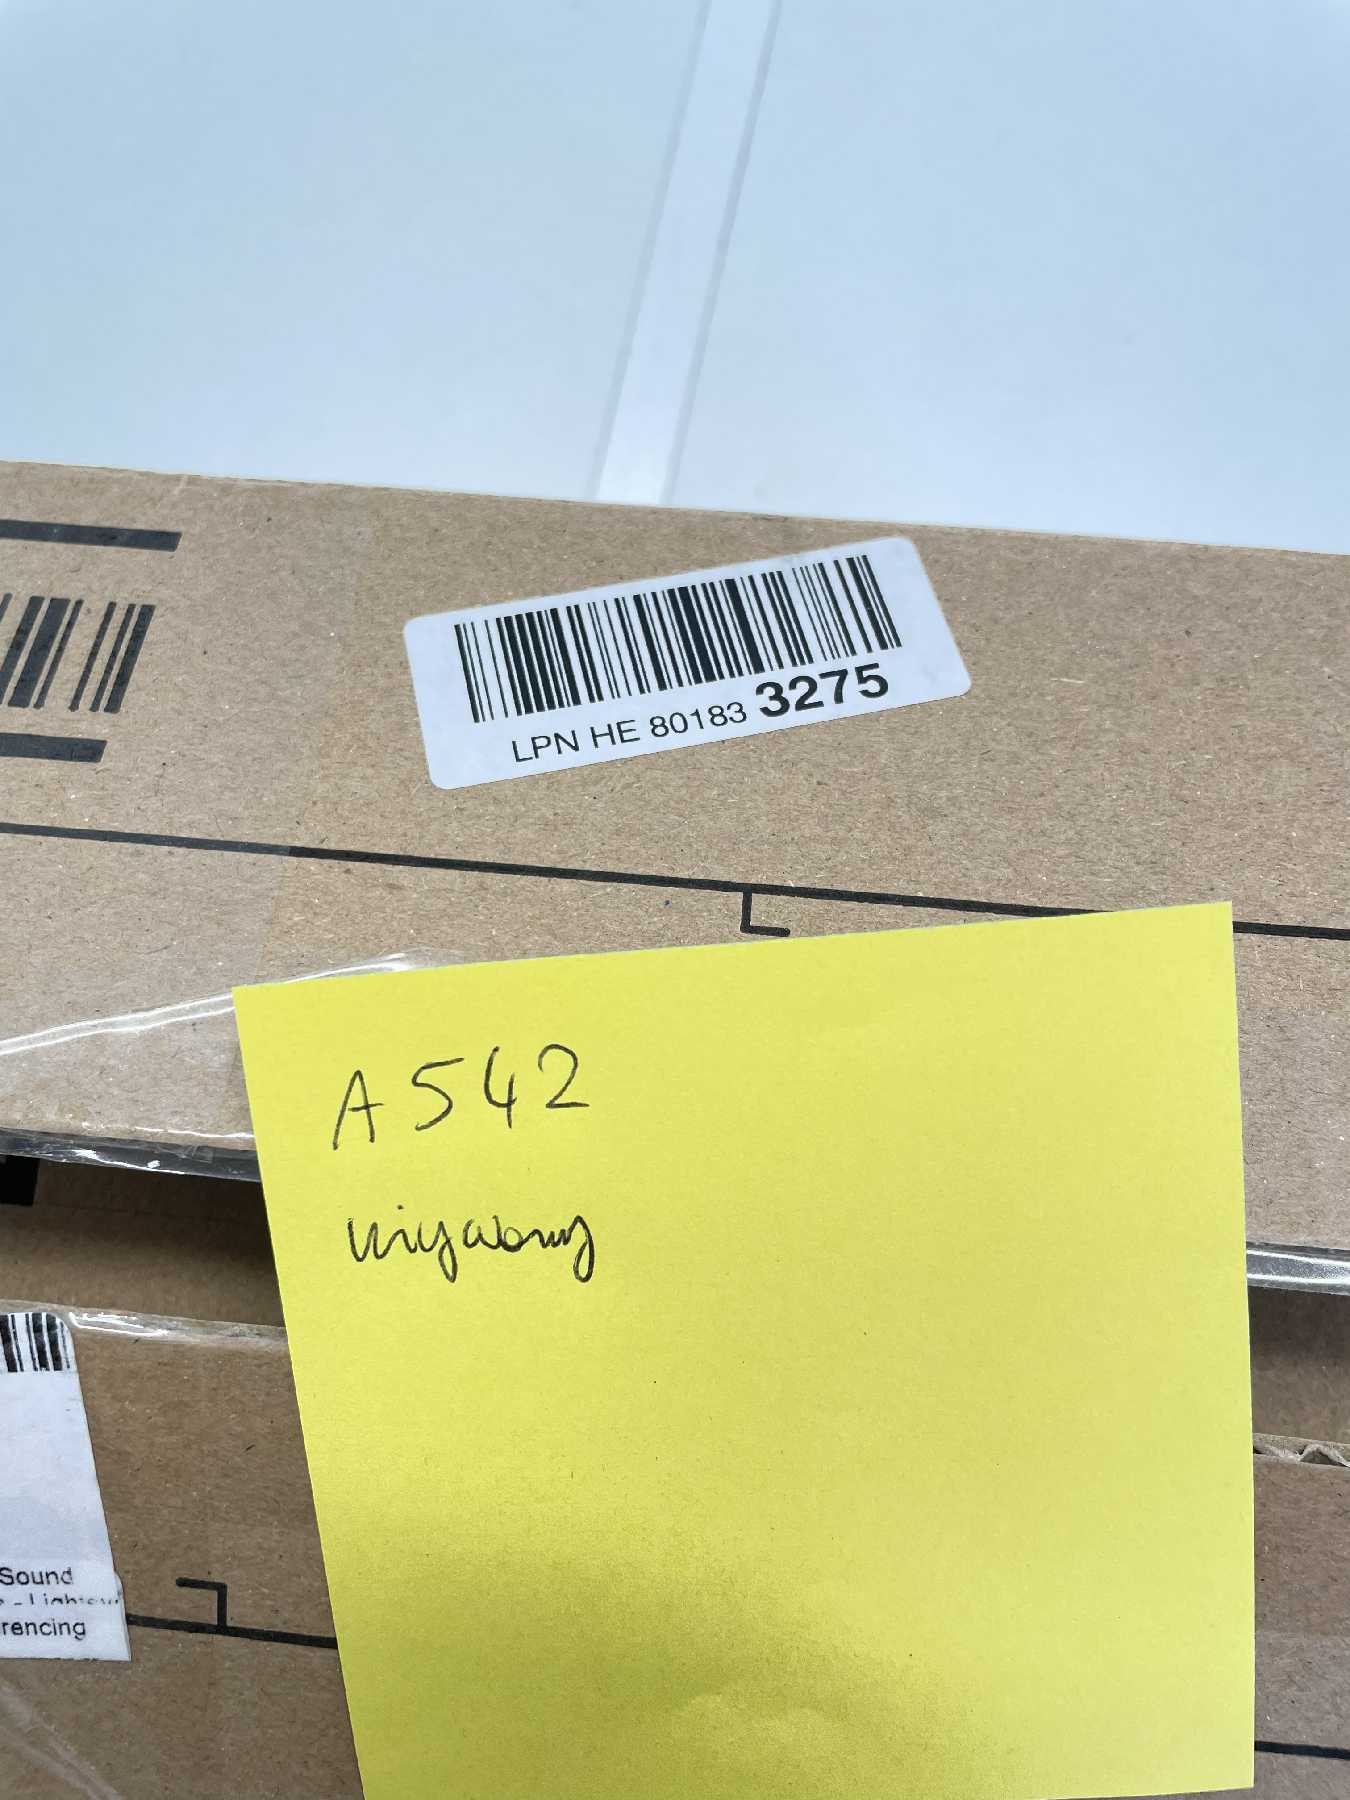 LPN HE 80183 3275
A542
Sound
rencing